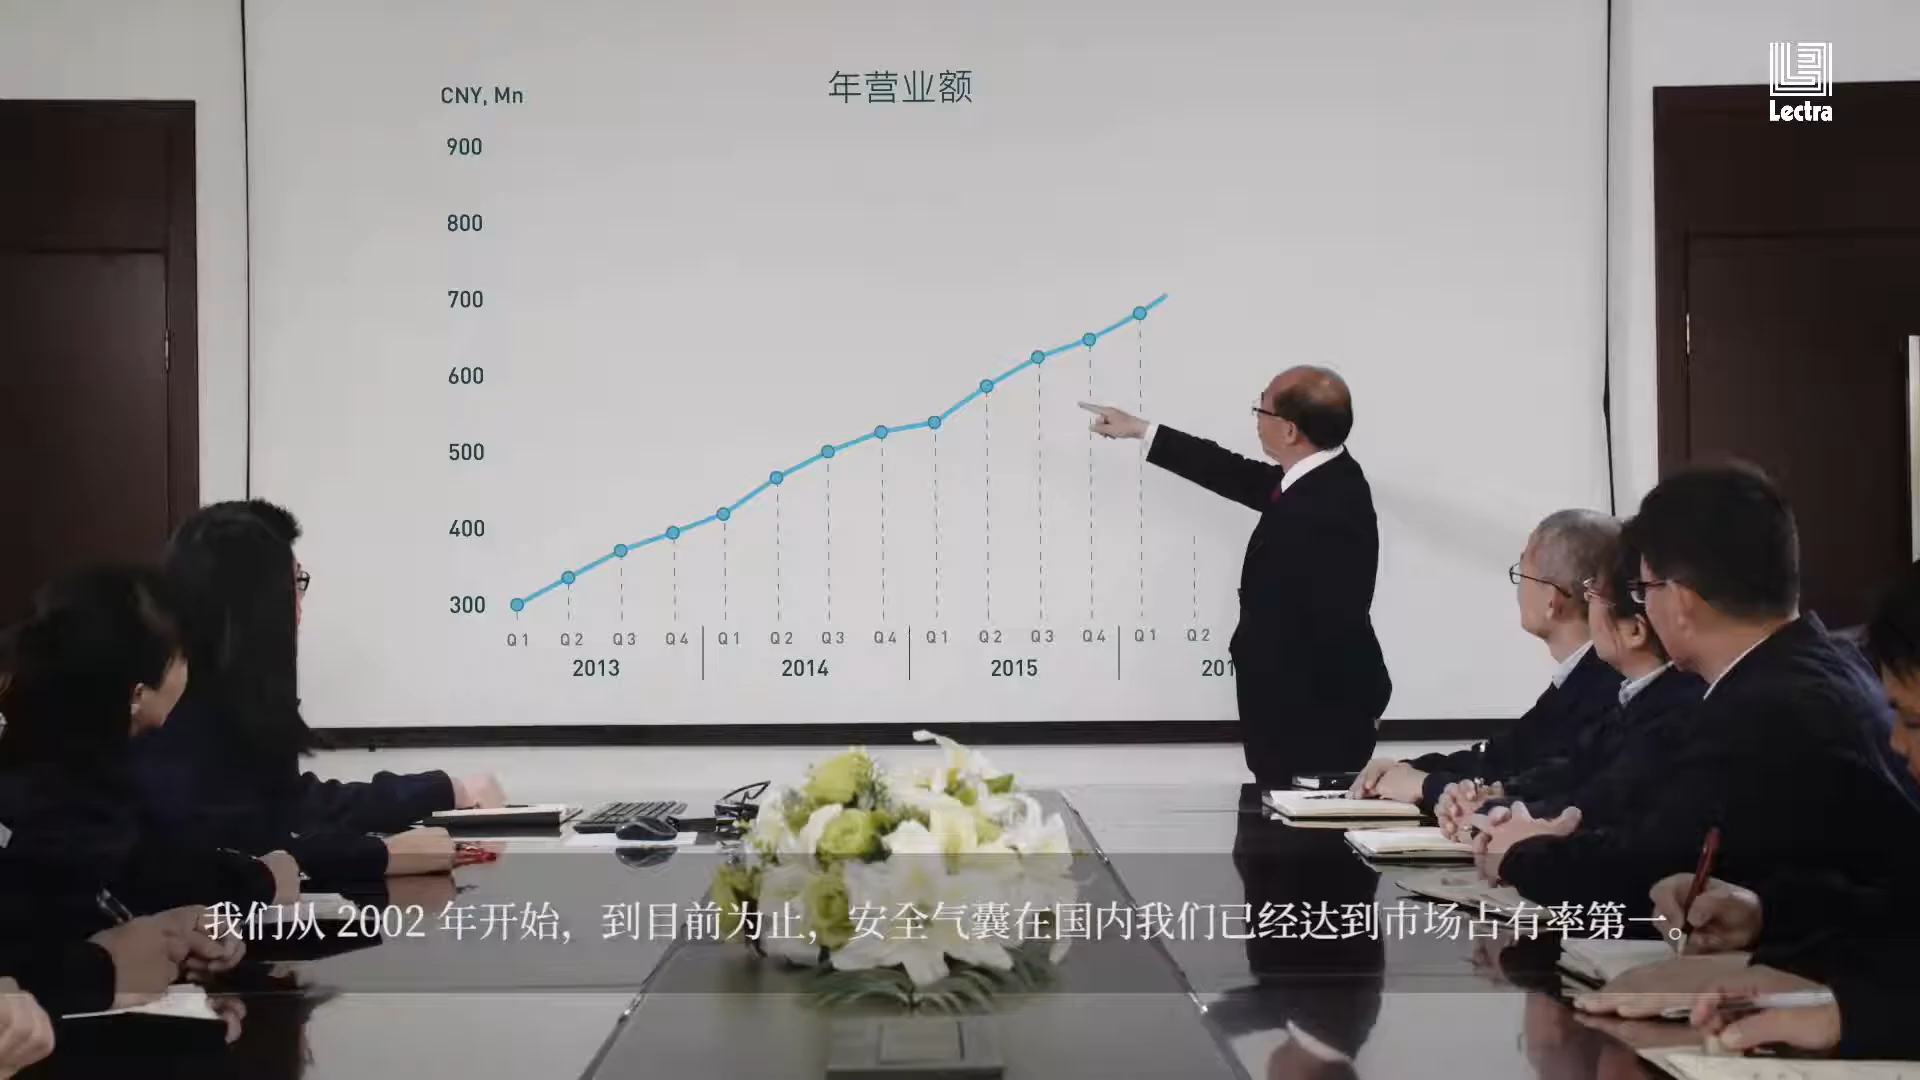 年营业额
CNY, Mn
Lectra
900
800
700
600
500
400
300
Q1 Q2 Q3 Q4 Q1 Q2 Q3 Q4 Q1 Q2 Q3 Q4 Q1 Q2
2013 2014 2015 201
我们从 2002 年开始，到目前为止，安全气囊在国内我们已经达到市场占有率第一。